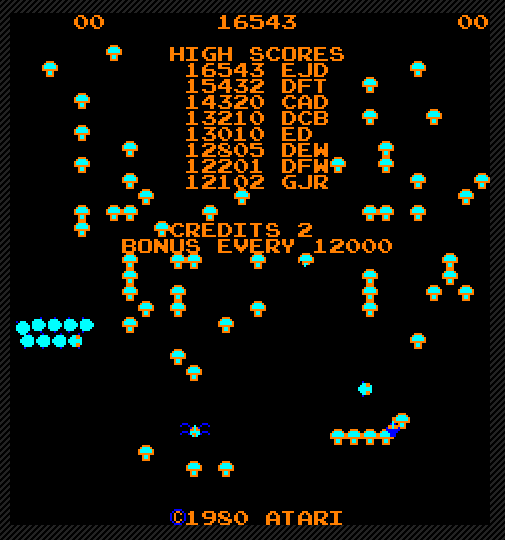 00 16543 00
HIGH SCORES
16543 EJD
15432 DFT
14320 CAD
13210 DCB
13010 ED
12805 DEW
12201 DFW
12102 GJR
CREDITS 2
BONUS EVERY 12000
©1980 ATARI